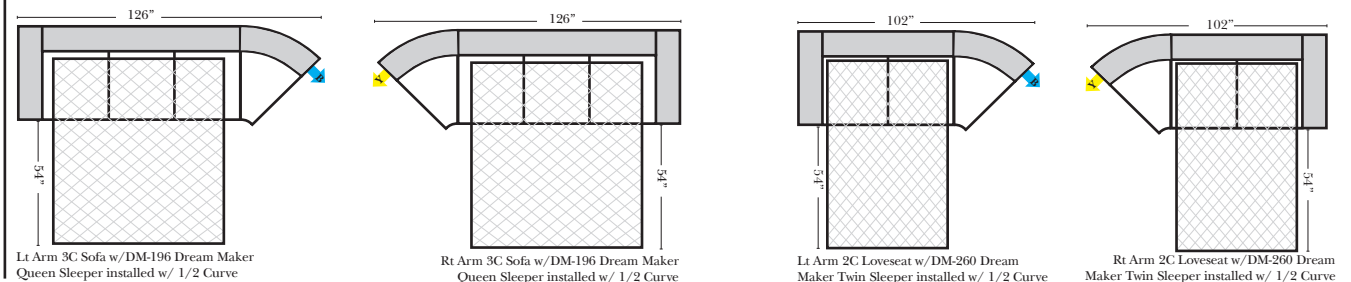 126”
126”
102”
102”
B
Y
B
Y
54”
54”
54”
54”
Lt Arm 3C Sofa w/DM-196 Dream Maker
Queen Sleeper installed w/ 1/2 Curve
Rt Arm 3C Sofa w/DM-196 Dream Maker
Queen Sleeper installed w/ 1/2 Curve
Lt Arm 2C Loveseat w/DM-260 Dream
Maker Twin Sleeper installed w/ 1/2 Curve
Rt Arm 2C Loveseat w/DM-260 Dream
Maker Twin Sleeper installed w/ 1/2 Curve